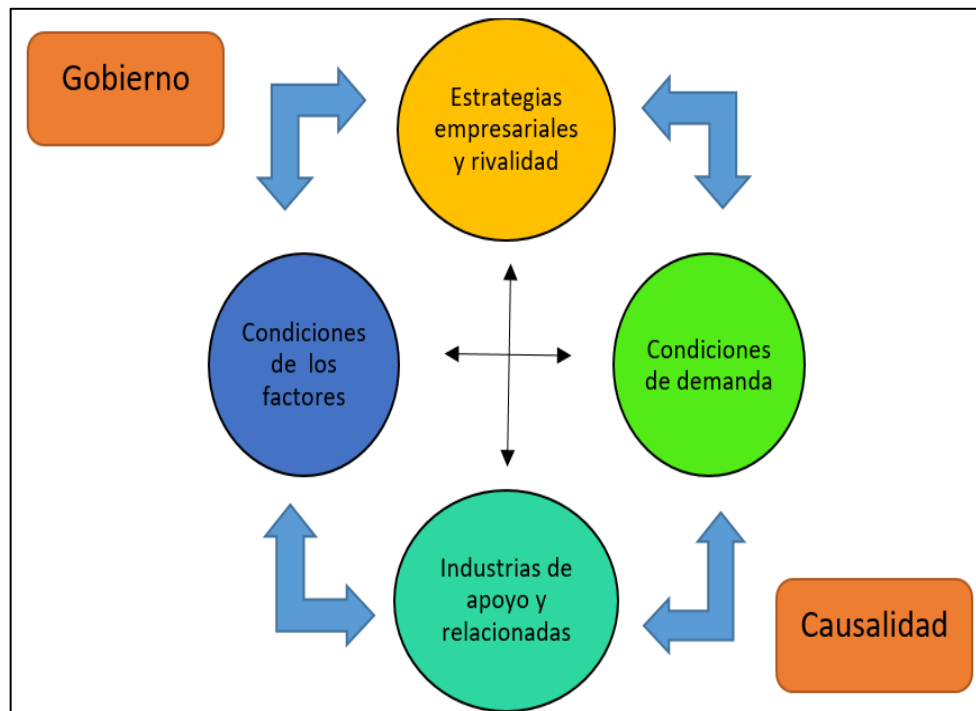 Gobierno
Estrategias
empresariales
y rivalidad
Condiciones
de los
factores
Condiciones
de demanda
Industrias de
apoyo y
relacionadas
Causalidad